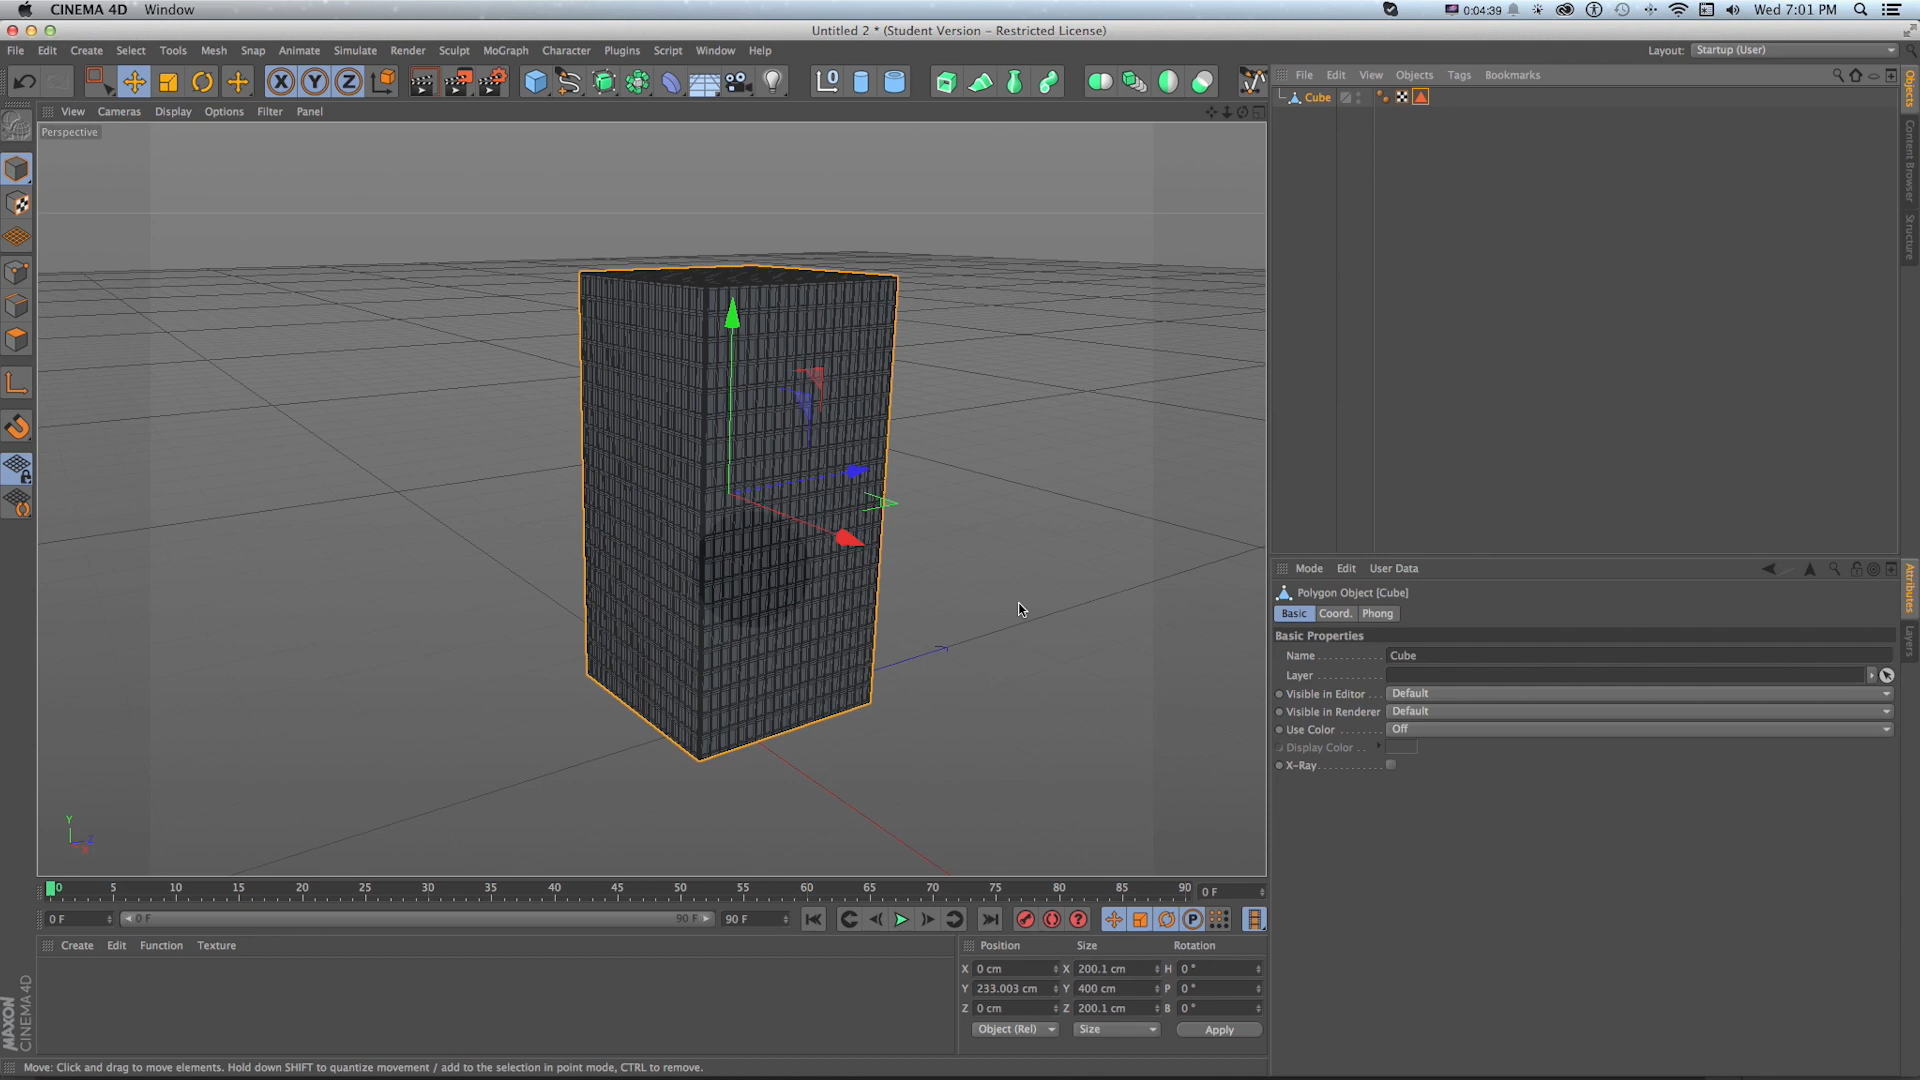 CINEMA 4D Window
0:04:39 Wed 7:01 PM
Untitled 2 * (Student Version – Restricted License)
File Edit Create Select Tools Mesh Snap Animate Simulate Render Sculpt MoGraph Character Plugins Script Window Help
Layout: Startup (User)
X Y Z
File Edit View Objects Tags Bookmarks
View Cameras Display Options Filter Panel
Cube
Perspective
Objects
Content Browser
Structure
Mode Edit User Data
Polygon Object [Cube]
Basic Coord. Phong
Basic Properties
Name Cube
Layer
Visible in Editor Default
Visible in Renderer Default
Use Color Off
Display Color
X-Ray
Attributes
Layers
Y
Z
X
0 5 10 15 20 25 30 35 40 45 50 55 60 65 70 75 80 85 90 0 F
0 F 0 F 90 F 90 F P
Create Edit Function Texture
Position Size Rotation
X 0 cm X 200.1 cm H 0 °
Y 233.003 cm Y 400 cm P 0 °
Z 0 cm Z 200.1 cm B 0 °
Object (Rel) Size Apply
MAXON
CINEMA 4D
Move: Click and drag to move elements. Hold down SHIFT to quantize movement / add to the selection in point mode, CTRL to remove.